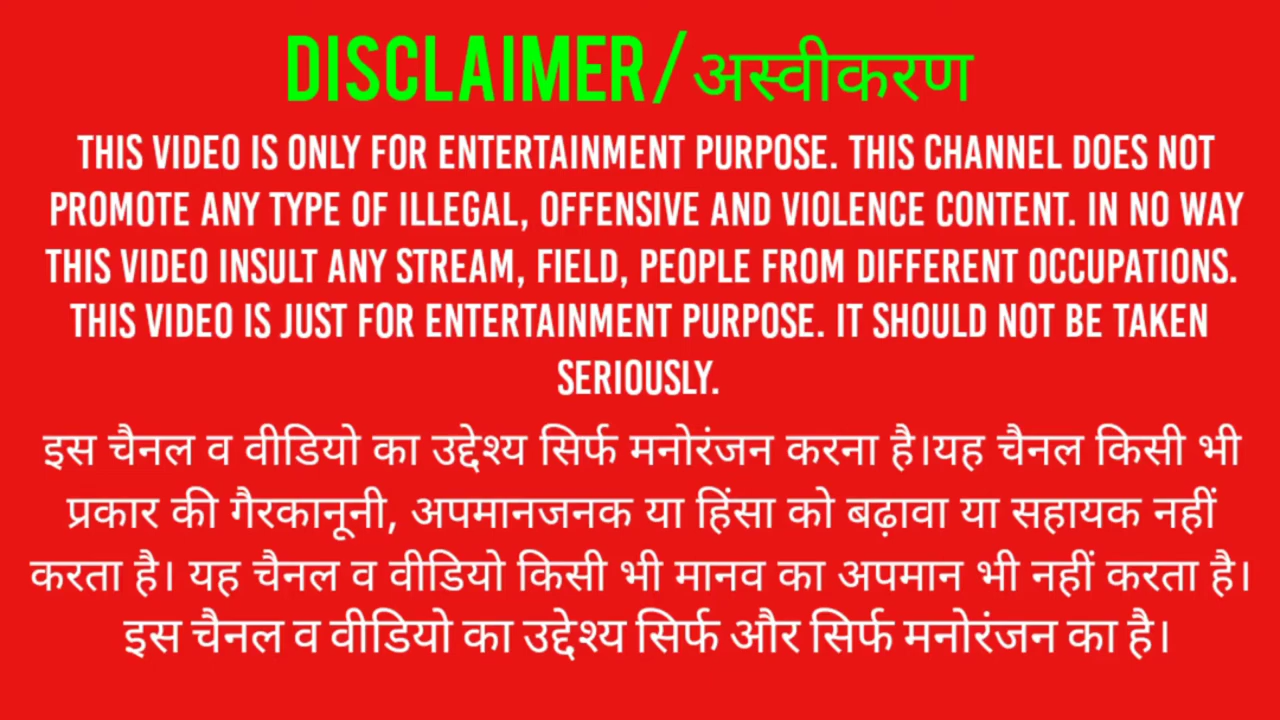 DISCLAIMER/अस्वीकरण
THIS VIDEO IS ONLY FOR ENTERTAINMENT PURPOSE. THIS CHANNEL DOES NOT
PROMOTE ANY TYPE OF ILLEGAL, OFFENSIVE AND VIOLENCE CONTENT. IN NO WAY
THIS VIDEO INSULT ANY STREAM, FIELD, PEOPLE FROM DIFFERENT OCCUPATIONS.
THIS VIDEO IS JUST FOR ENTERTAINMENT PURPOSE. IT SHOULD NOT BE TAKEN
SERIOUSLY.
इस चैनल व वीडियो का उद्देश्य सिर्फ मनोरंजन करना है।यह चैनल किसी भी
प्रकार की गैरकानूनी, अपमानजनक या हिंसा को बढ़ावा या सहायक नहीं
करता है। यह चैनल व वीडियो किसी भी मानव का अपमान भी नहीं करता है।
इस चैनल व वीडियो का उद्देश्य सिर्फ और सिर्फ मनोरंजन का है।